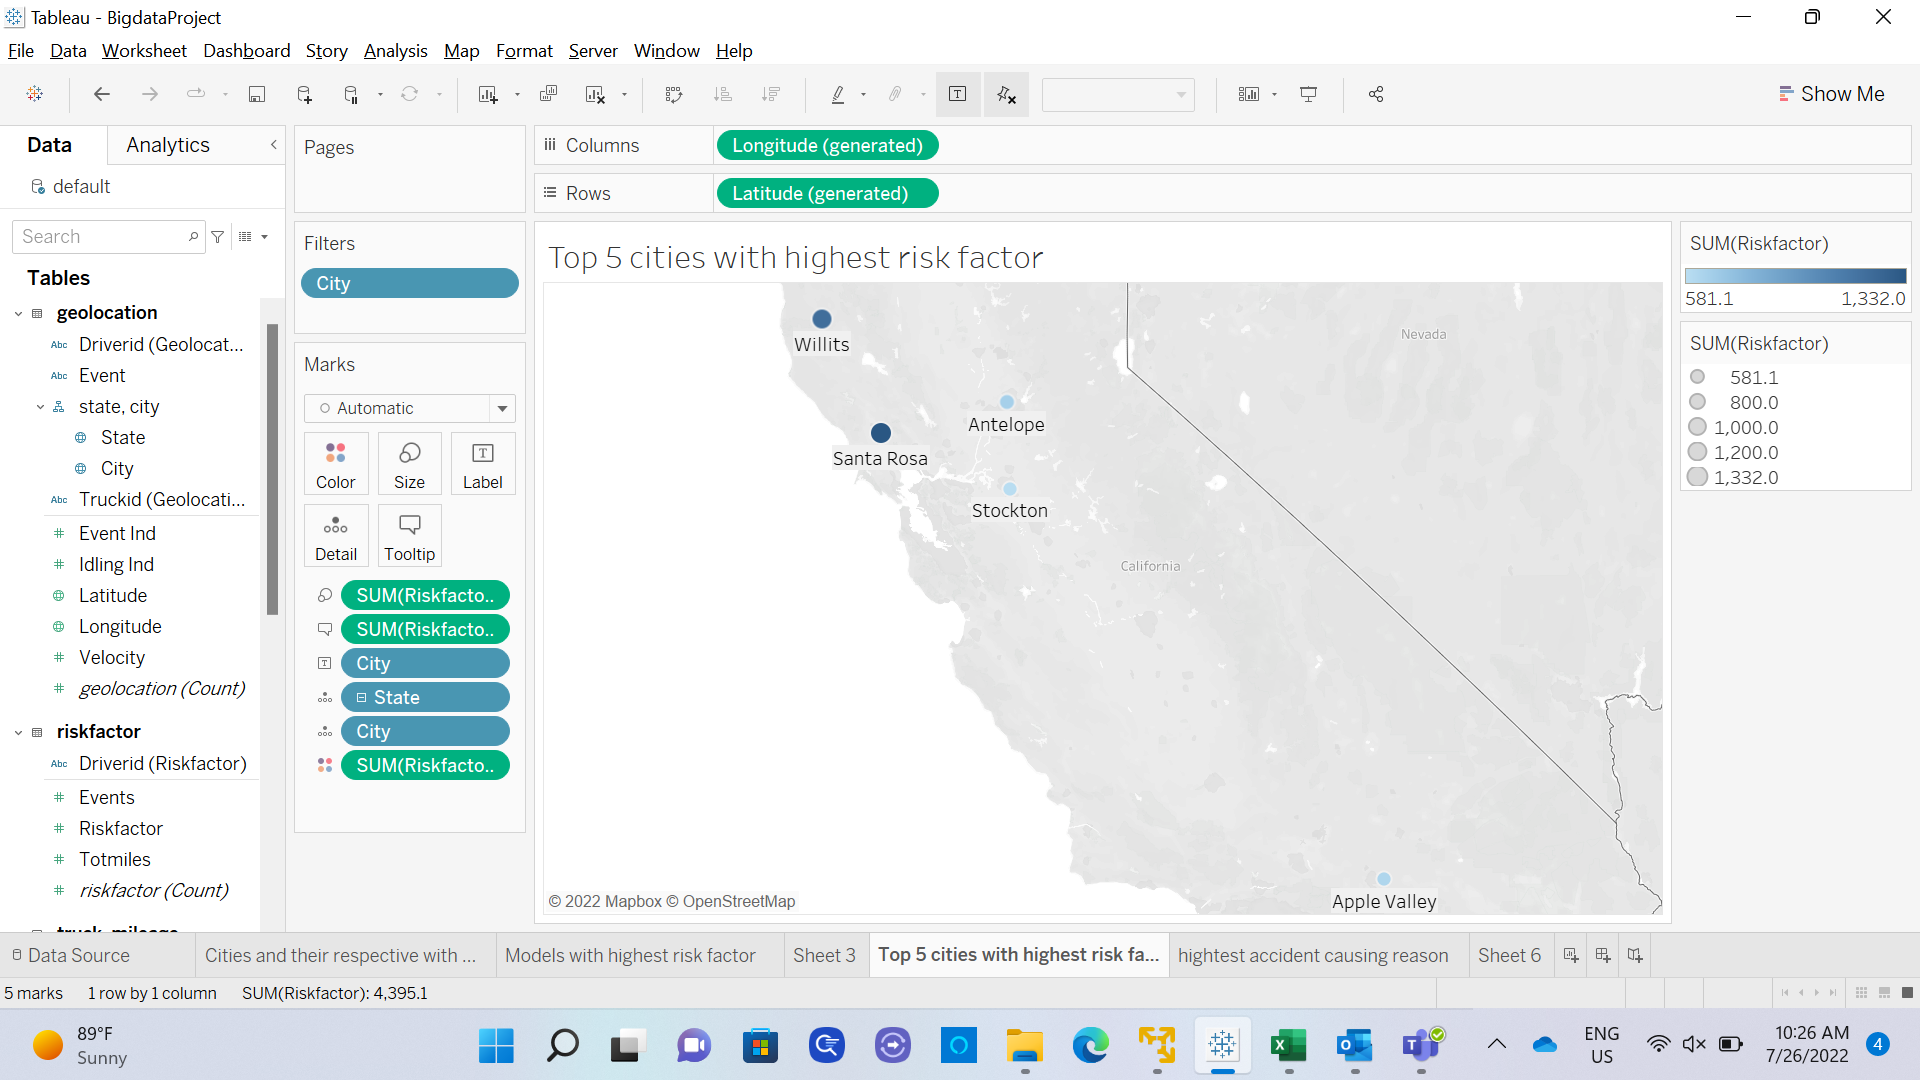 Tableau - BigdataProject
File Data Worksheet Dashboard Story Analysis Map Format Server Window Help
Show Me
Data Analytics
default
Search
Tables
geolocation
Abc Driverid (Geolocat...
Abc Event
state, city
State
City
Abc Truckid (Geolocati...
# Event Ind
# Idling Ind
Latitude
Longitude
# Velocity
# geolocation (Count)
riskfactor
Abc Driverid (Riskfactor)
# Events
# Riskfactor
# Totmiles
# riskfactor (Count)
truck_mileage
Pages
Filters
City
Marks
Automatic
Color Size Label
Detail Tooltip
SUM(Riskfacto..
SUM(Riskfacto..
City
State
City
SUM(Riskfacto..
Columns Longitude (generated)
Rows Latitude (generated)
Top 5 cities with highest risk factor
Nevada
Willits
Antelope
Santa Rosa
Stockton
California
Apple Valley
© 2022 Mapbox © OpenStreetMap
SUM(Riskfactor)
581.1 1,332.0
SUM(Riskfactor)
581.1
800.0
1,000.0
1,200.0
1,332.0
Data Source Cities and their respective with ... Models with highest risk factor Sheet 3 Top 5 cities with highest risk fa... hightest accident causing reason Sheet 6
5 marks 1 row by 1 column SUM(Riskfactor): 4,395.1
89°F
Sunny
ENG
US
10:26 AM
7/26/2022
4